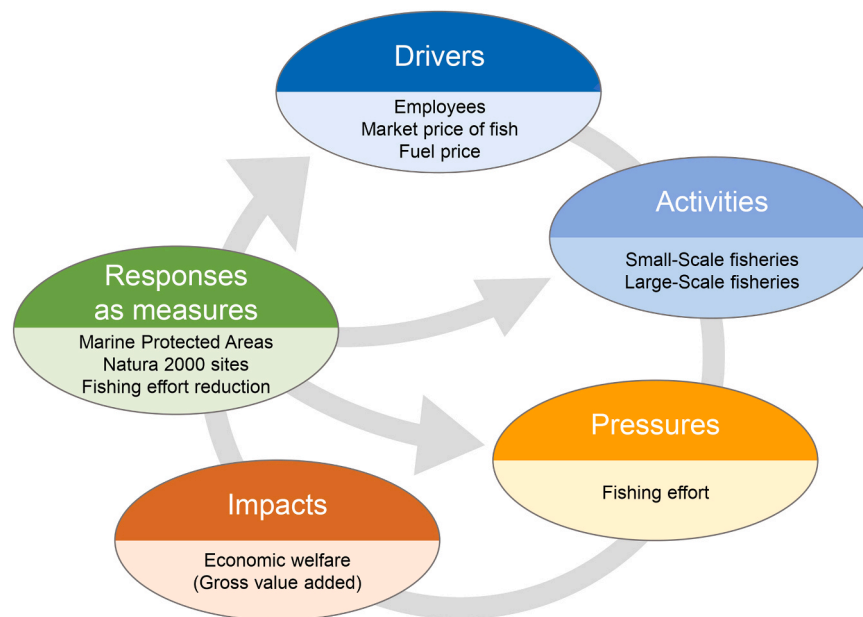 Drivers
Employees
Market price of fish
Fuel price
Activities
Small-Scale fisheries
Large-Scale fisheries
Responses
as measures
Marine Protected Areas
Natura 2000 sites
Fishing effort reduction
Pressures
Fishing effort
Impacts
Economic welfare
(Gross value added)